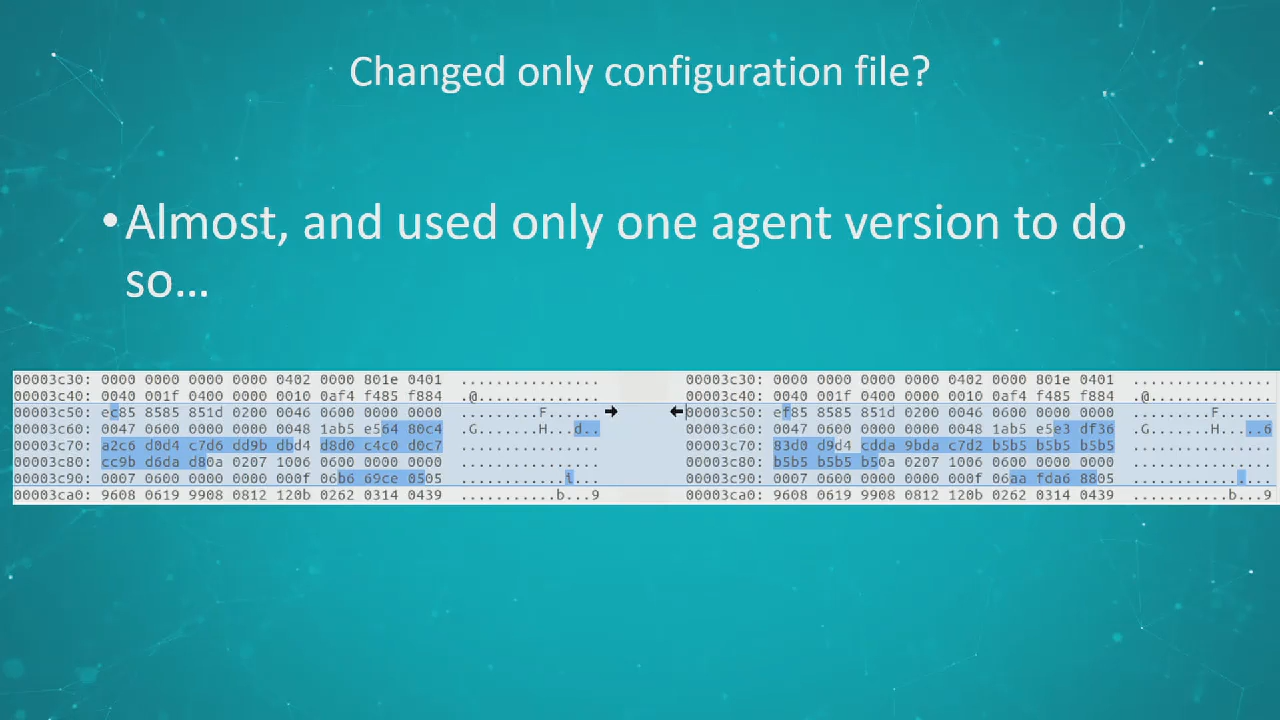 Changed only configuration file?
•Almost, and used only one agent version to do
so...
00003c30: 0000 0000 0000 0000 0402 0000 801e 0401 ................ 00003c30: 0000 0000 0000 0000 0402 0000 801e 0401 ................
00003c40: 0040 001f 0400 0000 0010 0af4 f485 f884 .@.............. 00003c40: 0040 001f 0400 0000 0010 0af4 f485 f884 .@..............
00003c50: ec85 8585 851d 0200 0046 0600 0000 0000 .........F...... 00003c50: ef85 8585 851d 0200 0046 0600 0000 0000 .........F......
00003c60: 0047 0600 0000 0000 0048 1ab5 e564 80c4 .G.......H...d.. 00003c60: 0047 0600 0000 0000 0048 1ab5 e5e3 df36 .G.......H.....6
00003c70: a2c6 d0d4 c7d6 dd9b dbd4 d8d0 c4c0 d0c7 ................ 00003c70: 83d0 d9d4 cdda 9bda c7d2 b5b5 b5b5 b5b5 ................
00003c80: cc9b d6da d80a 0207 1006 0600 0000 0000 ................ 00003c80: b5b5 b5b5 b50a 0207 1006 0600 0000 0000 ................
00003c90: 0007 0600 0000 0000 000f 06b6 69ce 0505 ............i... 00003c90: 0007 0600 0000 0000 000f 06aa fda6 8805 ................
00003ca0: 9608 0619 9908 0812 120b 0262 0314 0439 ...........b...9 00003ca0: 9608 0619 9908 0812 120b 0262 0314 0439 ...........b...9